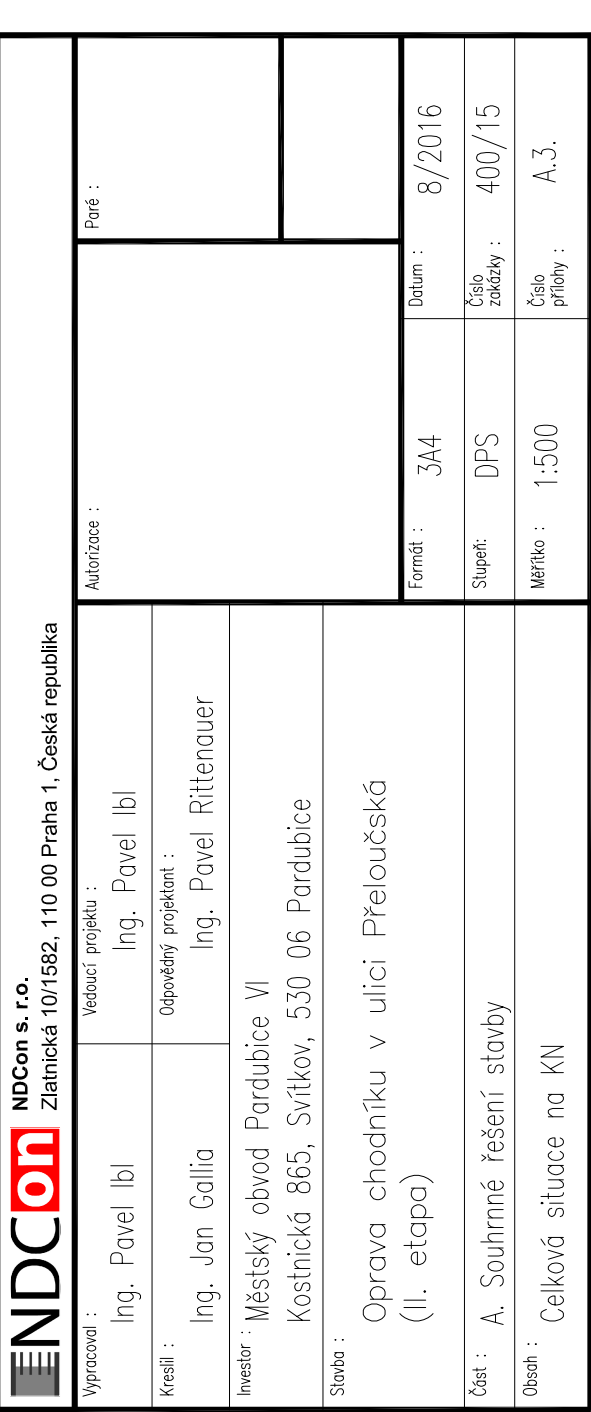 NDCon
NDCon s. r.o.
Zlatnická 10/1582, 110 00 Praha 1, Česká republika
Vypracoval :
Ing. Pavel Ibl
Vedoucí projektu :
Ing. Pavel Ibl
Autorizace :
Paré :
Kreslil :
Ing. Jan Gallia
Odpovědný projektant :
Ing. Pavel Rittenauer
Investor :
Městský obvod Pardubice VI
Kostnická 865, Svítkov, 530 06 Pardubice
Stavba :
Oprava chodníku v ulici Přeloučská
(II. etapa)
Formát :
3A4
Datum :
8/2016
Část :
A. Souhrnné řešení stavby
Stupeň:
DPS
Číslo
zakázky :
400/15
Obsah :
Celková situace na KN
Měřítko :
1:500
Číslo
přílohy :
A.3.